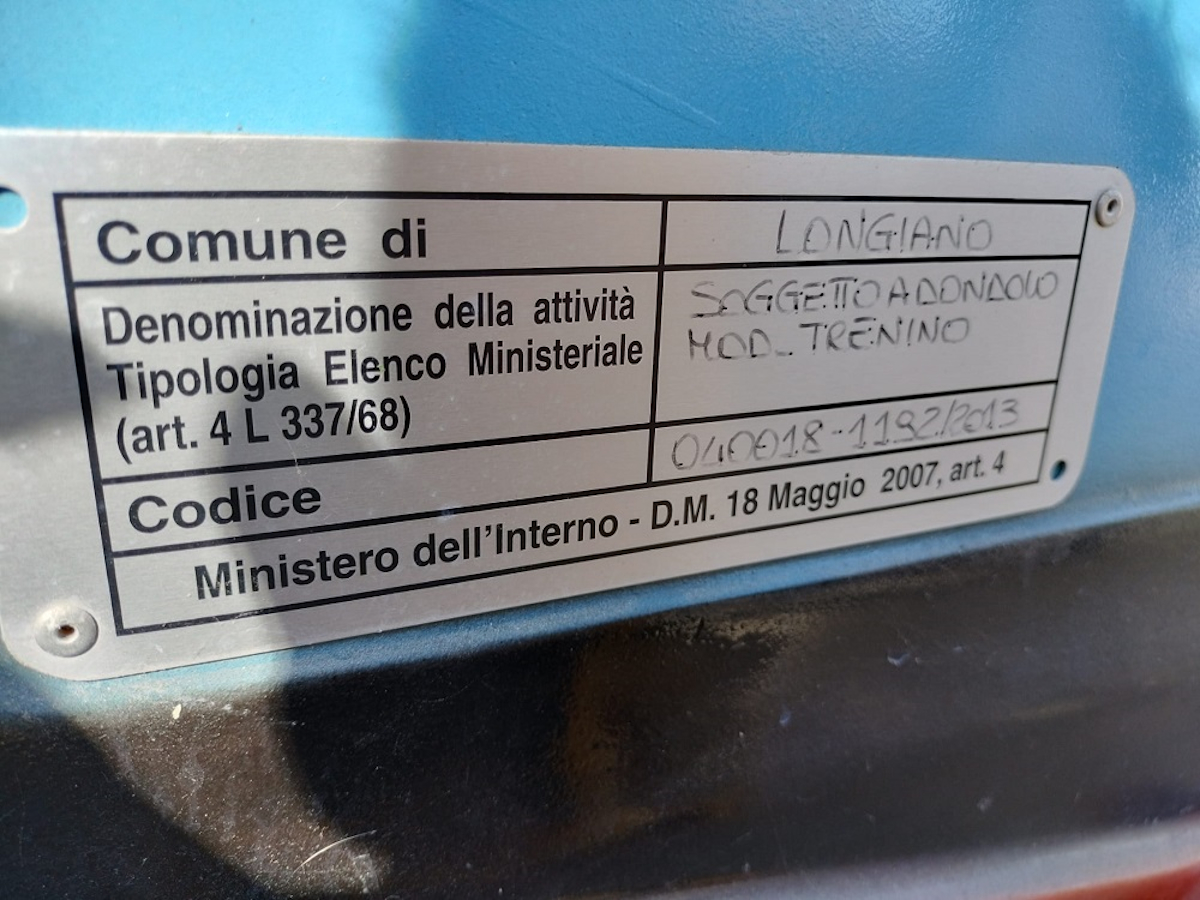 Comune di LONGIANO
Denominazione della attività SOGGETTO A DONDOLO
Tipologia Elenco Ministeriale MOD. TRENINO
(art. 4 L 337/68)
Codice 040018-1192/2013
Ministero dell'Interno - D.M. 18 Maggio 2007, art. 4